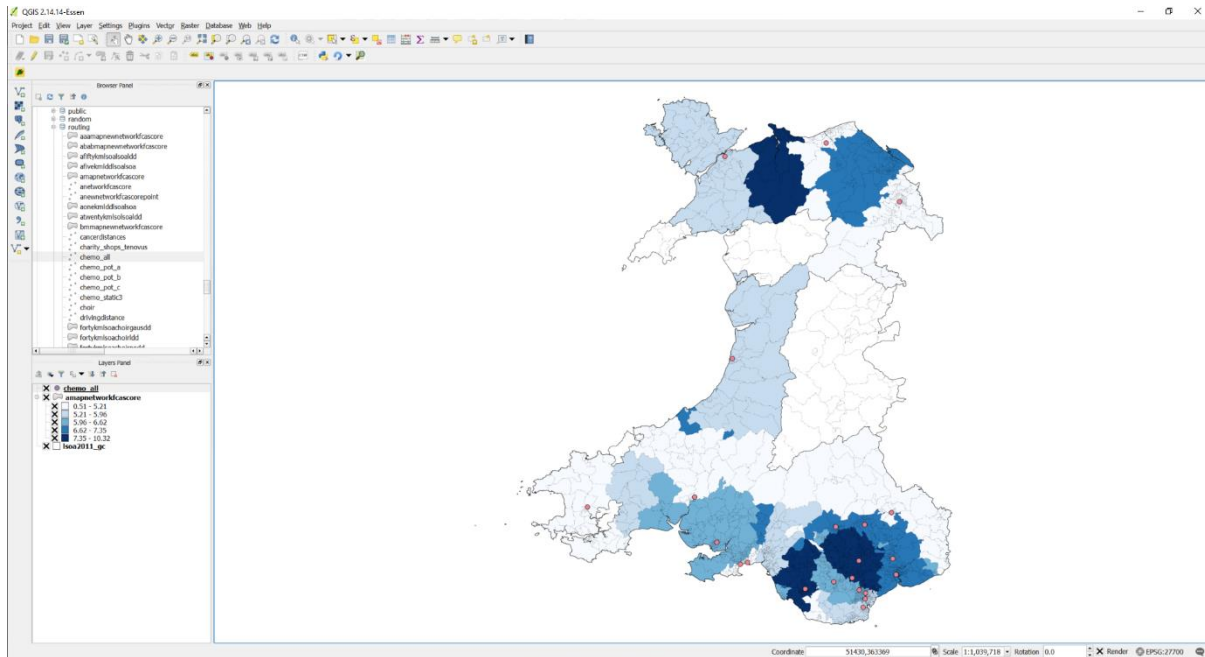 QGIS 2.14.14-Essen
Project Edit View Layer Settings Plugins Vector Raster Database Web Help
Browser Panel
public
random
routing
aaamapnewnetworkfcascore
ababmapnewnetworkfcascore
afiftykmlsoalsoaldd
afivekmlddlsoalsoa
amapnetworkfcascore
anetworkfcascore
anewnetworkfcascorepoint
aonekmlddlsoalsoa
atwentykmlsolsoaldd
bmmapnewnetworkfcascore
cancerdistances
charity_shops_tenovus
chemo_all
chemo_pot_a
chemo_pot_b
chemo_pot_c
chemo_static3
choir
drivingdistance
fortykmlsoachoirgausdd
fortykmlsoachoirldd
Layers Panel
chemo_all
amapnetworkfcascore
0.51 - 5.21
5.21 - 5.96
5.96 - 6.62
6.62 - 7.35
7.35 - 10.32
lsoa2011_gc
Coordinate 51430,363369 Scale 1:1,039,718 Rotation 0.0 Render EPSG:27700